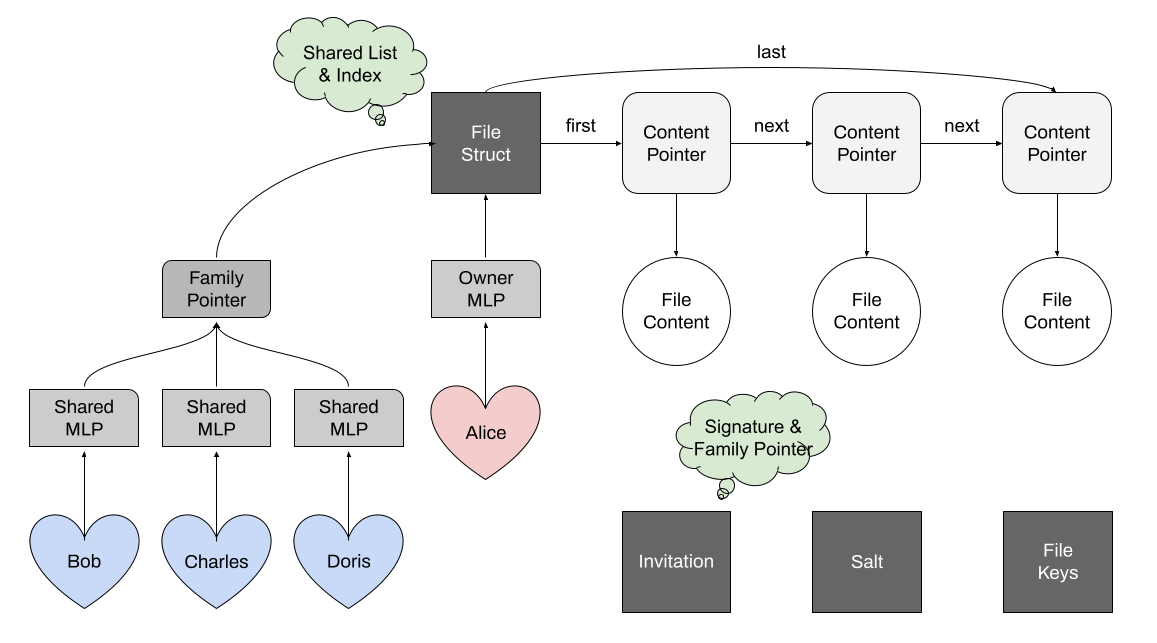 Shared List
& Index
last
File
Struct
first
Content
Pointer
next
Content
Pointer
next
Content
Pointer
Family
Pointer
Owner
MLP
File
Content
File
Content
File
Content
Shared
MLP
Shared
MLP
Shared
MLP
Alice
Signature &
Family Pointer
Bob
Charles
Doris
Invitation
Salt
File
Keys